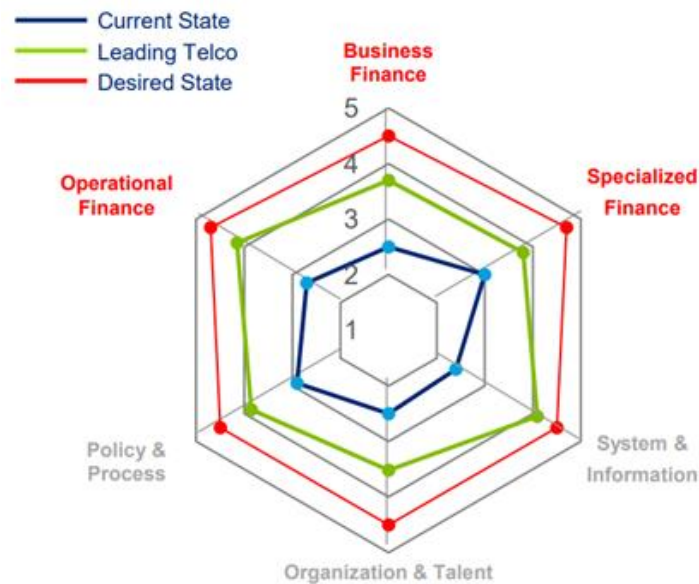 Current State
Leading Telco
Desired State
Business
Finance
5
4
3
2
1
Operational
Finance
Specialized
Finance
Policy &
Process
System &
Information
Organization & Talent